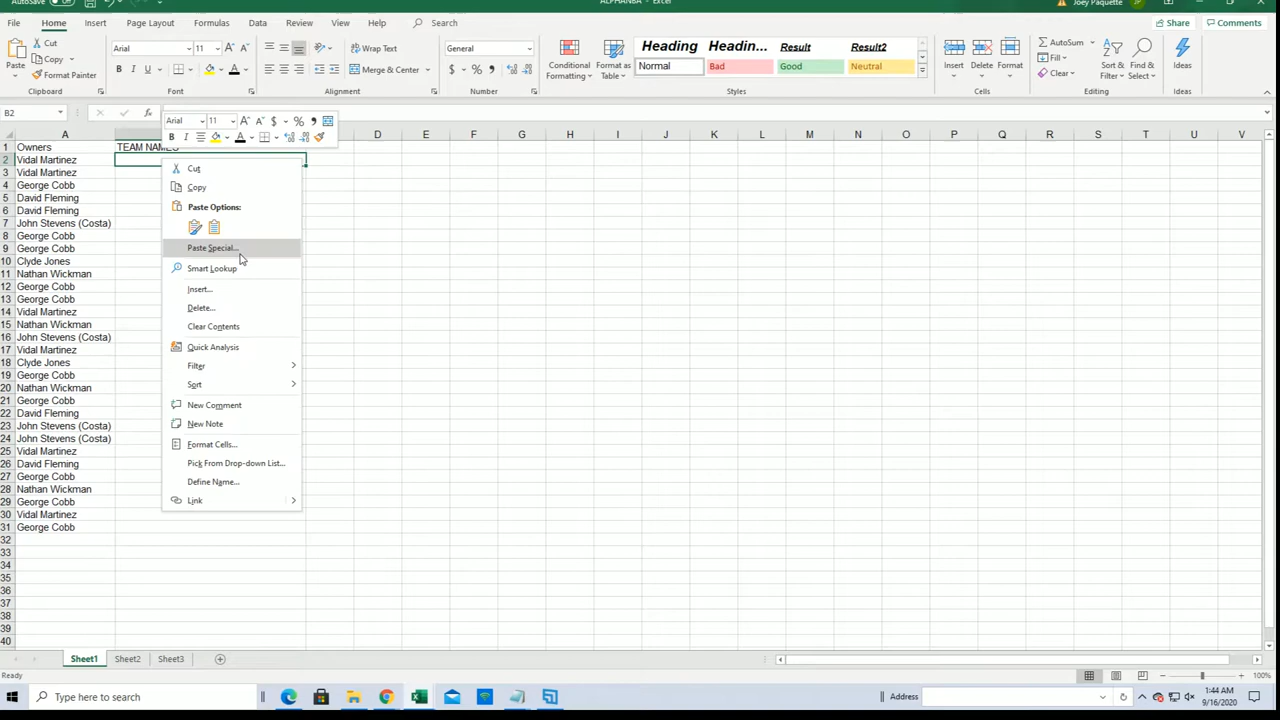 AutoSave
ALPHANBA - Excel
Joey Paquette
JP
File Home Insert Page Layout Formulas Data Review View Help Search
Share Comments
Paste
Cut
Copy
Format Painter
Clipboard
Arial 11
B I U
Font
Wrap Text
Merge & Center
Alignment
General
$ % ,
Number
Conditional Formatting
Format as Table
Heading Headin... Result Result2
Normal Bad Good Neutral
Styles
Insert Delete Format
Cells
AutoSum
Fill
Clear
Sort & Filter
Find & Select
Editing
Ideas
Ideas
B2
fx
Arial 11 $ % ,
B I A
A D E F G H I J K L M N O P Q R S T U V
1 Owners TEAM NAMES
2 Vidal Martinez
3 Vidal Martinez
4 George Cobb
5 David Fleming
6 David Fleming
7 John Stevens (Costa)
8 George Cobb
9 George Cobb
10 Clyde Jones
11 Nathan Wickman
12 George Cobb
13 George Cobb
14 Vidal Martinez
15 Nathan Wickman
16 John Stevens (Costa)
17 Vidal Martinez
18 Clyde Jones
19 George Cobb
20 Nathan Wickman
21 George Cobb
22 David Fleming
23 John Stevens (Costa)
24 John Stevens (Costa)
25 Vidal Martinez
26 David Fleming
27 George Cobb
28 Nathan Wickman
29 George Cobb
30 Vidal Martinez
31 George Cobb
32
33
34
35
36
37
38
39
40
Cut
Copy
Paste Options:
Paste Special...
Smart Lookup
Insert...
Delete...
Clear Contents
Quick Analysis
Filter
Sort
New Comment
New Note
Format Cells...
Pick From Drop-down List...
Define Name...
Link
Sheet1 Sheet2 Sheet3
Ready
100%
Type here to search
Address
1:44 AM
9/16/2020